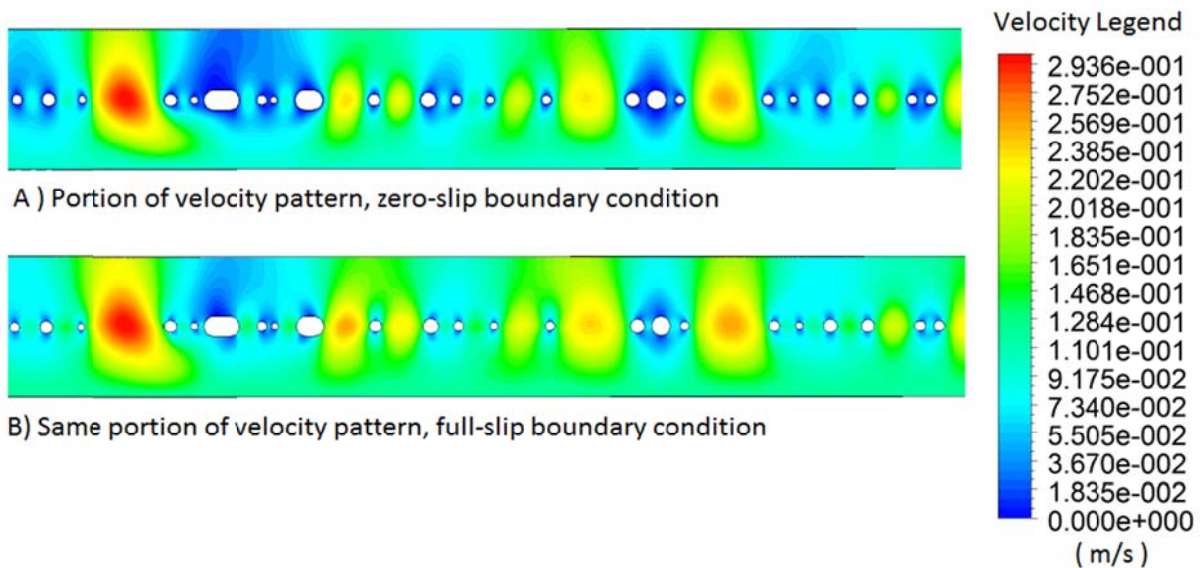 Velocity Legend
2.936e-001
2.752e-001
2.569e-001
2.385e-001
2.202e-001
2.018e-001
1.835e-001
1.651e-001
1.468e-001
1.284e-001
1.101e-001
9.175e-002
7.340e-002
5.505e-002
3.670e-002
1.835e-002
0.000e+000
( m/s )
A ) Portion of velocity pattern, zero-slip boundary condition
B) Same portion of velocity pattern, full-slip boundary condition